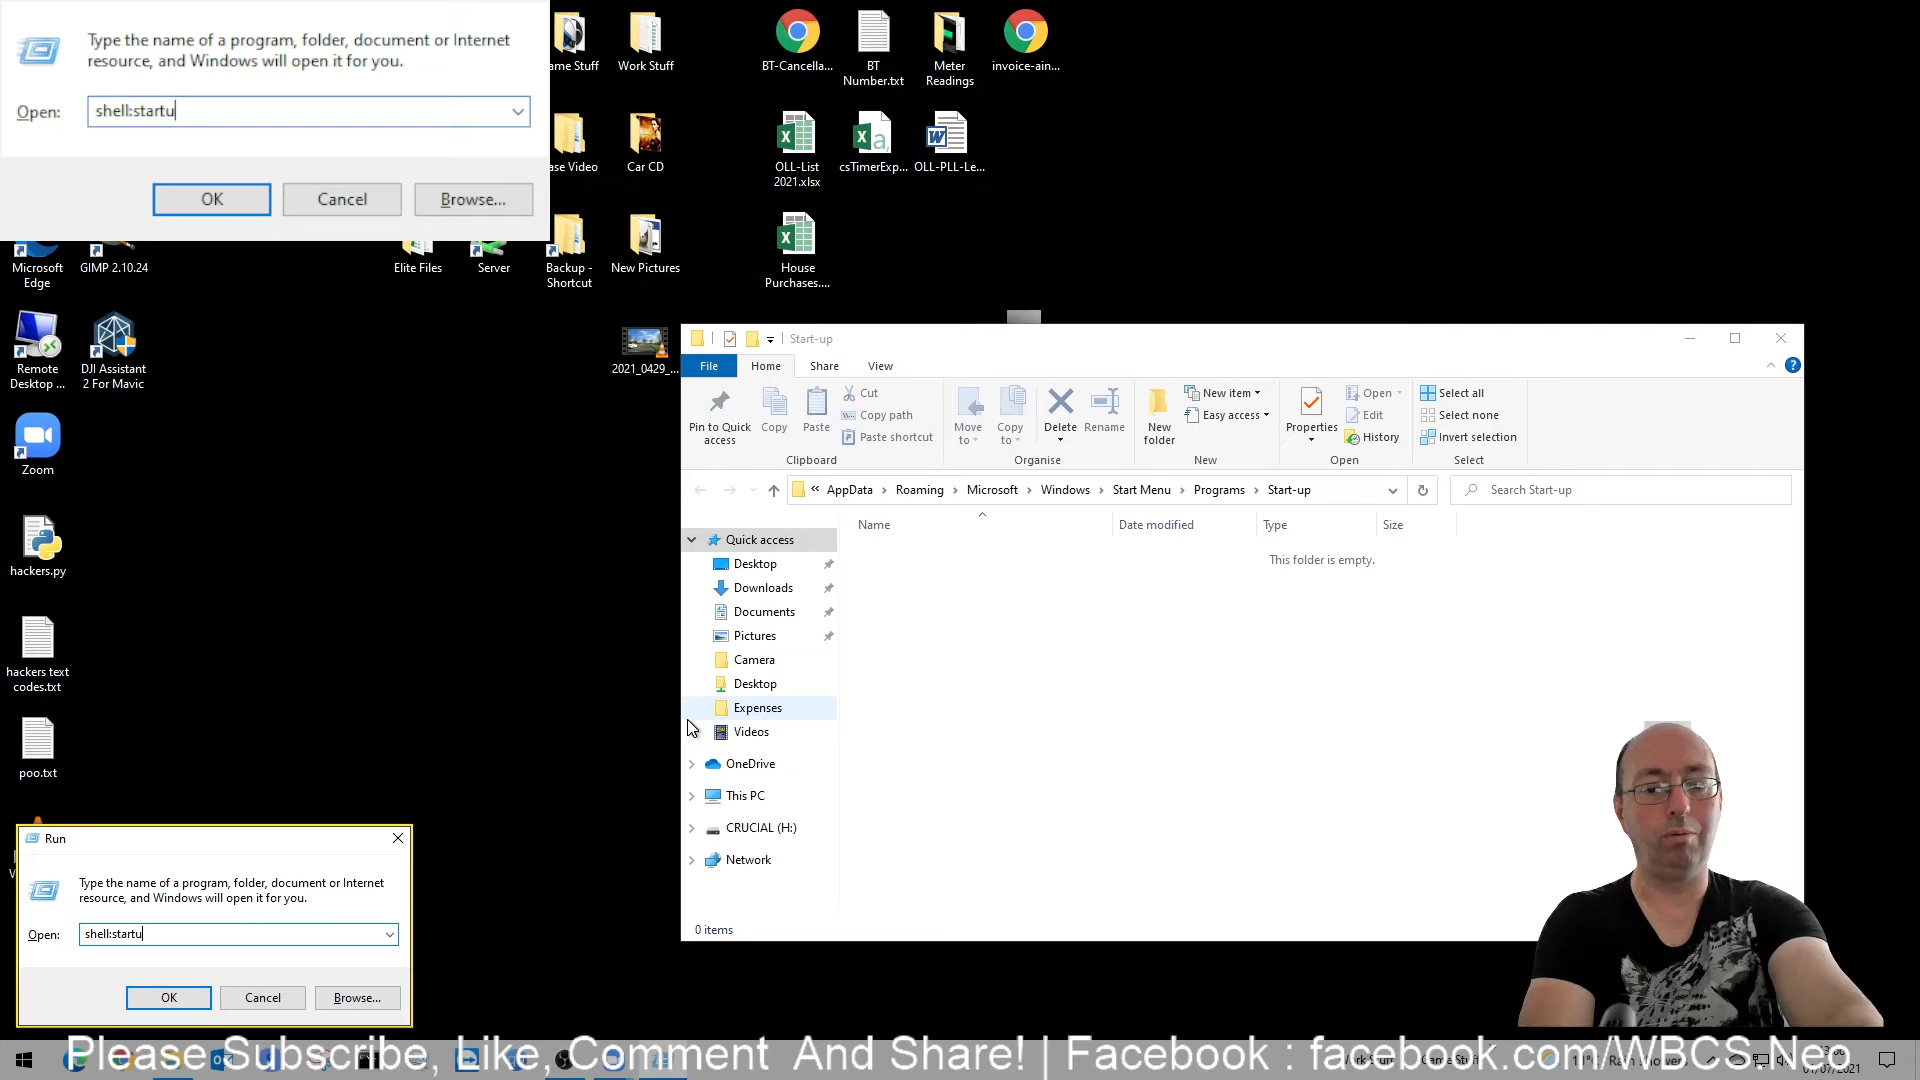 Type the name of a program, folder, document or Internet
resource, and Windows will open it for you.
Open:
shell:startu
OK
Cancel
Browse...
ame Stuff
Work Stuff
BT-Cancella...
BT
Number.txt
Meter
Readings
invoice-ain...
ase Video
Car CD
OLL-List
2021.xlsx
csTimerExp...
OLL-PLL-Le...
Microsoft
Edge
GIMP 2.10.24
Elite Files
Server
Backup -
Shortcut
New Pictures
House
Purchases....
Remote
Desktop ...
DJI Assistant
2 For Mavic
2021_0429_...
Zoom
hackers.py
hackers text
codes.txt
poo.txt
Start-up
File
Home
Share
View
Pin to Quick
access
Copy
Paste
Cut
Copy path
Paste shortcut
Clipboard
Move
to
Copy
to
Delete
Rename
Organise
New
folder
New item
Easy access
New
Properties
Open
Edit
History
Open
Select all
Select none
Invert selection
Select
« AppData > Roaming > Microsoft > Windows > Start Menu > Programs > Start-up
Search Start-up
Name
Date modified
Type
Size
This folder is empty.
Quick access
Desktop
Downloads
Documents
Pictures
Camera
Desktop
Expenses
Videos
OneDrive
This PC
CRUCIAL (H:)
Network
0 items
Run
Type the name of a program, folder, document or Internet
resource, and Windows will open it for you.
Open:
shell:startu
OK
Cancel
Browse...
Please Subscribe, Like, Comment And Share! | Facebook : facebook.com/WBCS.Neo
01/07/2021